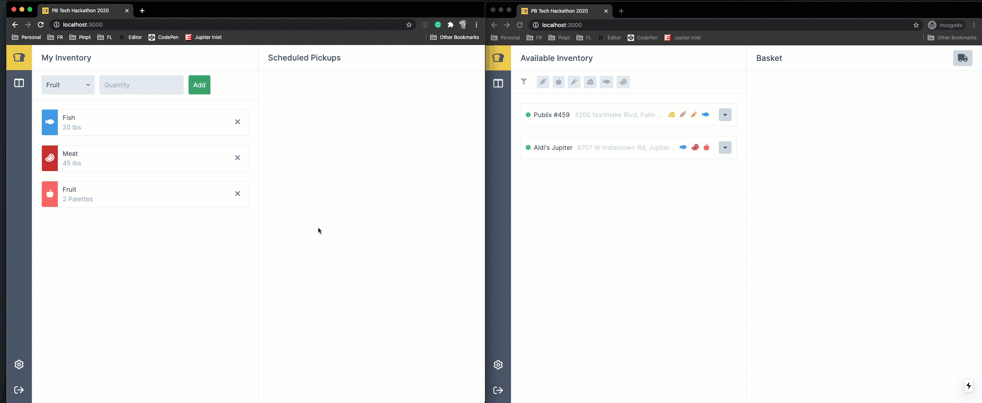 PB Tech Hackathon 2020
localhost:3000
Personal FR Pinpt FL Editor CodePen Jupiter Inlet Other Bookmarks
My Inventory
Scheduled Pickups
Fruit
Quantity
Add
Fish
20 lbs
Meat
45 lbs
Fruit
2 Palettes
PB Tech Hackathon 2020
localhost:3000
Incognito
Personal FR Pinpt FL Editor CodePen Jupiter Inlet Other Bookmarks
Available Inventory
Basket
Publix #459 4200 Northlake Blvd, Palm ...
Aldi's Jupiter 6707 W Indiantown Rd, Jupiter...